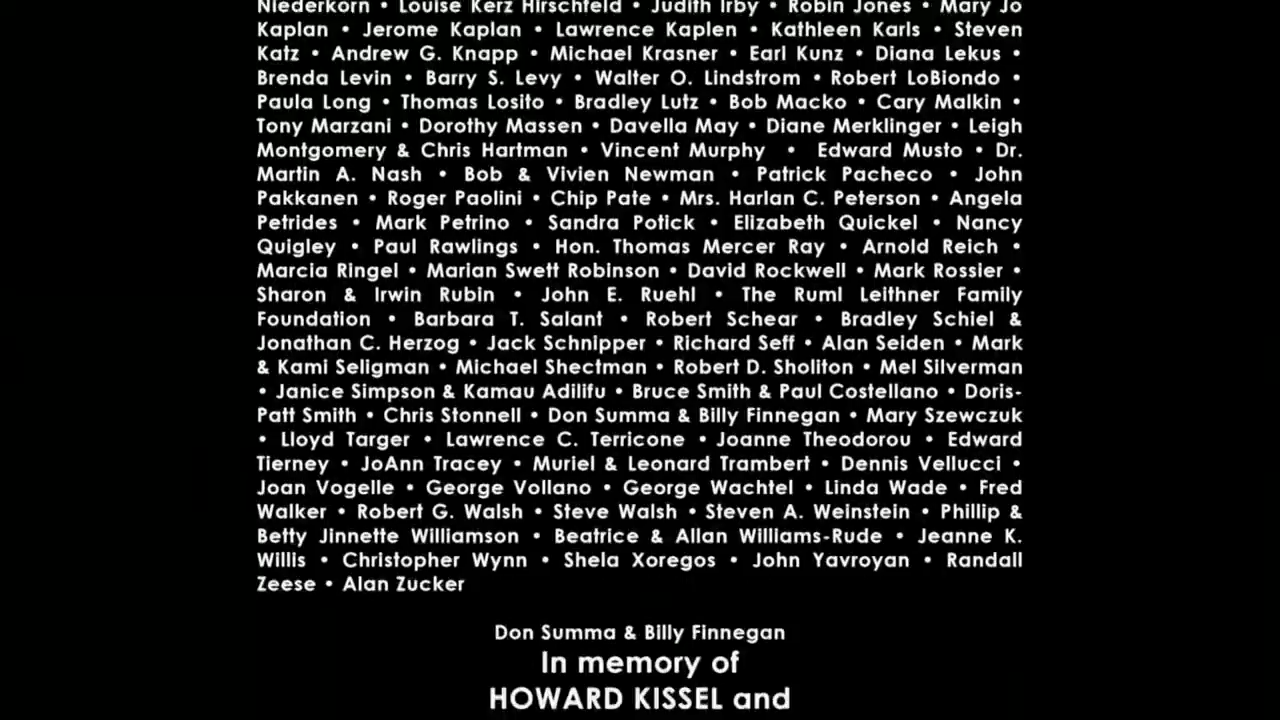 Niederkorn • Louise Kerz Hirschfeld • Judith Irby • Robin Jones • Mary Jo
Kaplan • Jerome Kaplan • Lawrence Kaplen • Kathleen Karls • Steven
Katz • Andrew G. Knapp • Michael Krasner • Earl Kunz • Diana Lekus •
Brenda Levin • Barry S. Levy • Walter O. Lindstrom • Robert LoBiondo •
Paula Long • Thomas Losito • Bradley Lutz • Bob Macko • Cary Malkin •
Tony Marzani • Dorothy Massen • Davella May • Diane Merklinger • Leigh
Montgomery & Chris Hartman • Vincent Murphy • Edward Musto • Dr.
Martin A. Nash • Bob & Vivien Newman • Patrick Pacheco • John
Pakkanen • Roger Paolini • Chip Pate • Mrs. Harlan C. Peterson • Angela
Petrides • Mark Petrino • Sandra Potick • Elizabeth Quickel • Nancy
Quigley • Paul Rawlings • Hon. Thomas Mercer Ray • Arnold Reich •
Marcia Ringel • Marian Swett Robinson • David Rockwell • Mark Rossier •
Sharon & Irwin Rubin • John E. Ruehl • The Ruml Leithner Family
Foundation • Barbara T. Salant • Robert Schear • Bradley Schiel &
Jonathan C. Herzog • Jack Schnipper • Richard Seff • Alan Seiden • Mark
& Kami Seligman • Michael Shectman • Robert D. Sholiton • Mel Silverman
• Janice Simpson & Kamau Adilifu • Bruce Smith & Paul Costellano • Doris-
Patt Smith • Chris Stonnell • Don Summa & Billy Finnegan • Mary Szewczuk
• Lloyd Targer • Lawrence C. Terricone • Joanne Theodorou • Edward
Tierney • JoAnn Tracey • Muriel & Leonard Trambert • Dennis Vellucci •
Joan Vogelle • George Vollano • George Wachtel • Linda Wade • Fred
Walker • Robert G. Walsh • Steve Walsh • Steven A. Weinstein • Phillip &
Betty Jinnette Williamson • Beatrice & Allan Williams-Rude • Jeanne K.
Willis • Christopher Wynn • Shela Xoregos • John Yavroyan • Randall
Zeese • Alan Zucker
Don Summa & Billy Finnegan
In memory of
HOWARD KISSEL and